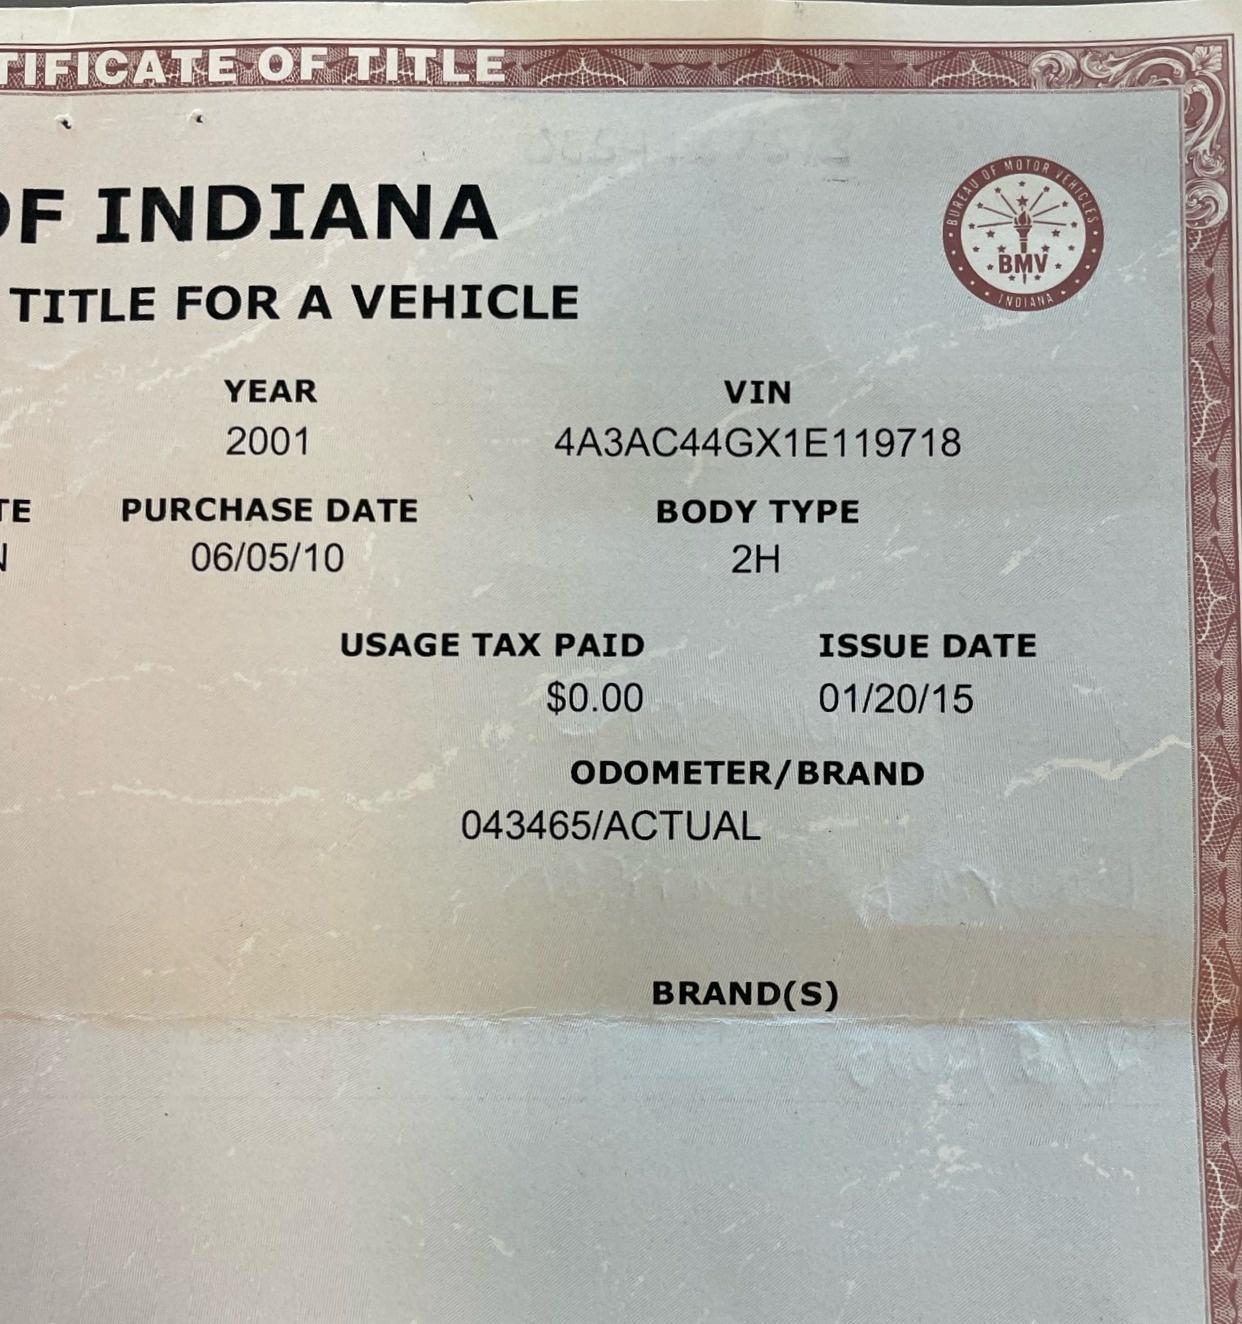 TIFICATE OF TITLE
OF INDIANA
BUREAU OF MOTOR VEHICLES
BMV
INDIANA
TITLE FOR A VEHICLE
YEAR VIN
2001 4A3AC44GX1E119718
TE PURCHASE DATE BODY TYPE
N 06/05/10 2H
USAGE TAX PAID ISSUE DATE
$0.00 01/20/15
ODOMETER/BRAND
043465/ACTUAL
BRAND(S)